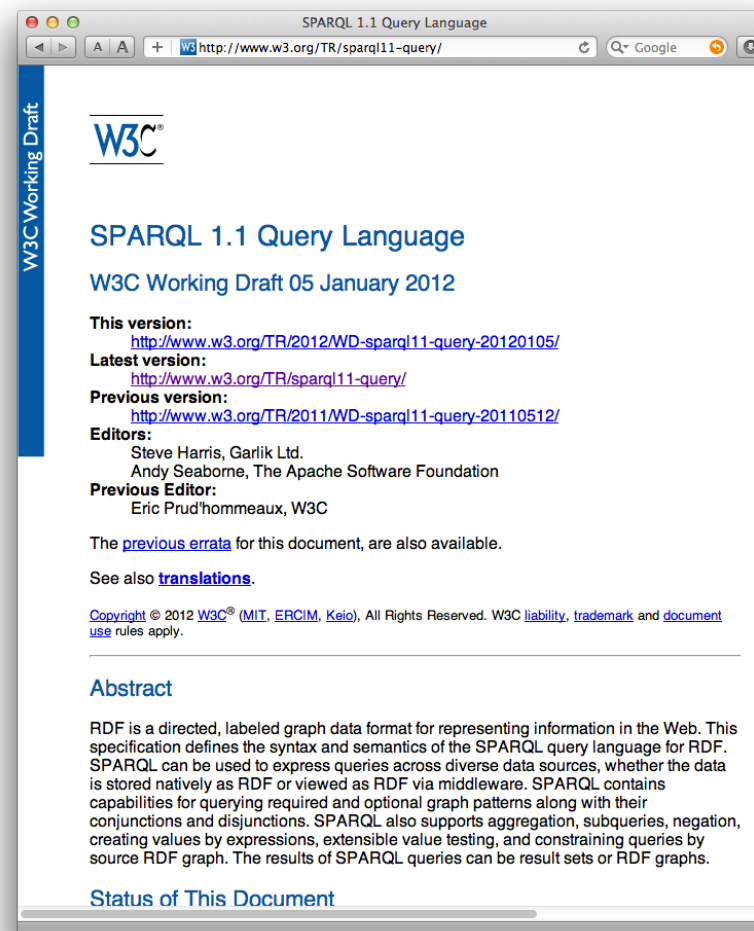 SPARQL 1.1 Query Language
A A + W3 http://www.w3.org/TR/sparql11-query/ Google
W3C Working Draft
W3C®
SPARQL 1.1 Query Language
W3C Working Draft 05 January 2012
This version:
http://www.w3.org/TR/2012/WD-sparql11-query-20120105/
Latest version:
http://www.w3.org/TR/sparql11-query/
Previous version:
http://www.w3.org/TR/2011/WD-sparql11-query-20110512/
Editors:
Steve Harris, Garlik Ltd.
Andy Seaborne, The Apache Software Foundation
Previous Editor:
Eric Prud'hommeaux, W3C
The previous errata for this document, are also available.
See also translations.
Copyright © 2012 W3C® (MIT, ERCIM, Keio), All Rights Reserved. W3C liability, trademark and document
use rules apply.
Abstract
RDF is a directed, labeled graph data format for representing information in the Web. This
specification defines the syntax and semantics of the SPARQL query language for RDF.
SPARQL can be used to express queries across diverse data sources, whether the data
is stored natively as RDF or viewed as RDF via middleware. SPARQL contains
capabilities for querying required and optional graph patterns along with their
conjunctions and disjunctions. SPARQL also supports aggregation, subqueries, negation,
creating values by expressions, extensible value testing, and constraining queries by
source RDF graph. The results of SPARQL queries can be result sets or RDF graphs.
Status of This Document